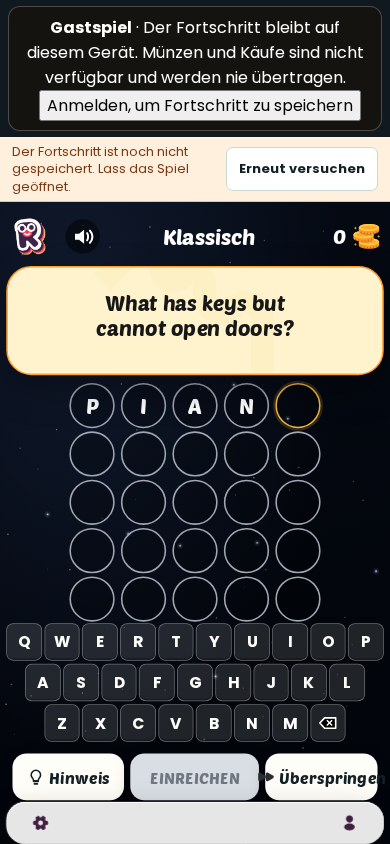 Gastspiel · Der Fortschritt bleibt auf
diesem Gerät. Münzen und Käufe sind nicht
verfügbar und werden nie übertragen.
Anmelden, um Fortschritt zu speichern
Der Fortschritt ist noch nicht
gespeichert. Lass das Spiel
geöffnet.
Erneut versuchen
Klassisch
0
What has keys but
cannot open doors?
P I A N
Q W E R T Y U I O P
A S D F G H J K L
Z X C V B N M
Hinweis
EINREICHEN
Überspringen